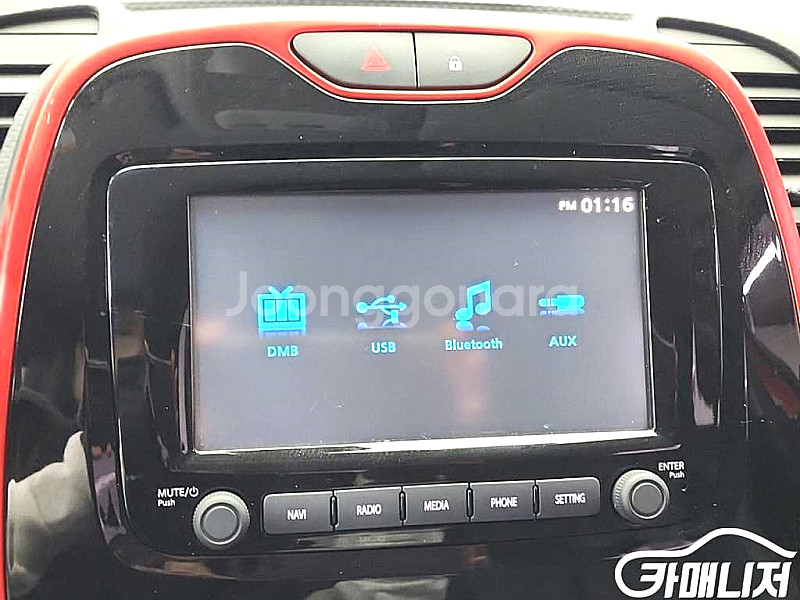 PM 01:16
Joonggonara
DMB USB Bluetooth AUX
MUTE/
Push
NAVI RADIO MEDIA PHONE SETTING
ENTER
Push
카매니저